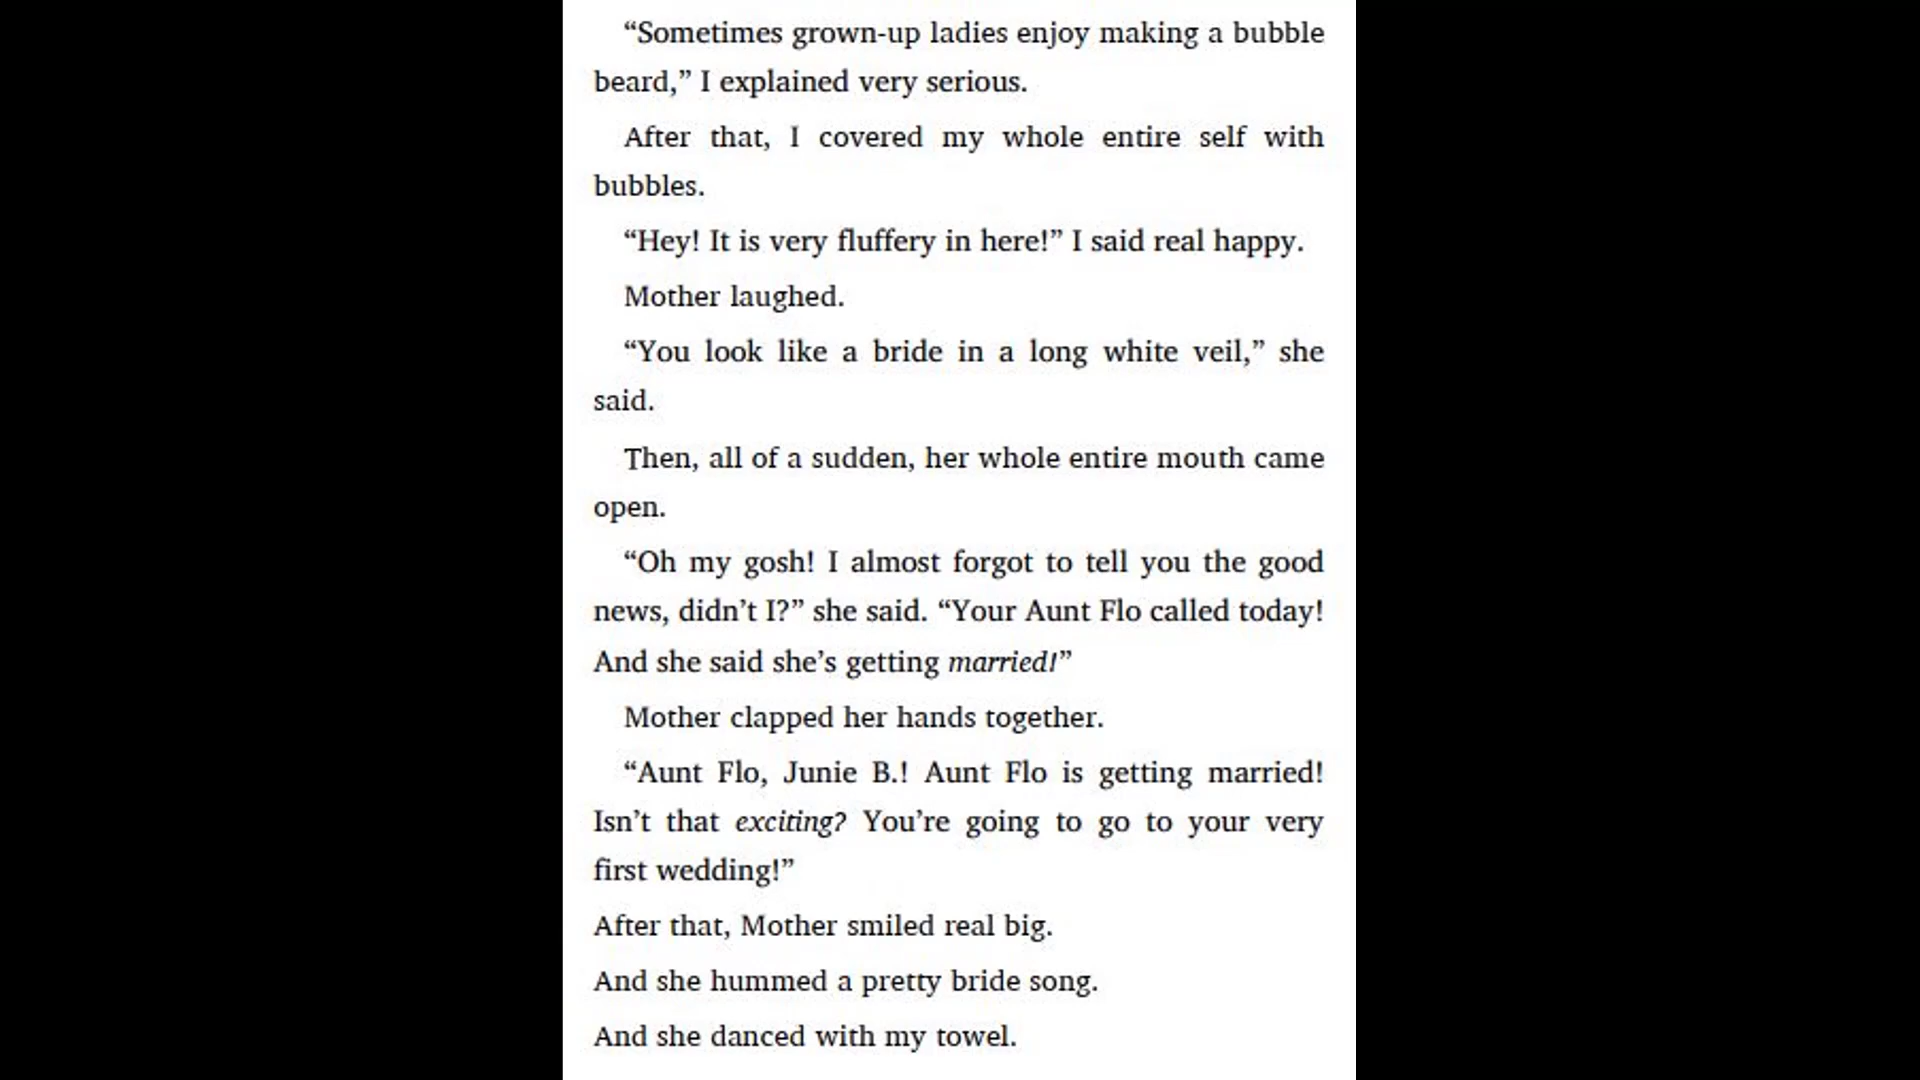 “Sometimes grown-up ladies enjoy making a bubble
beard,” I explained very serious.
After that, I covered my whole entire self with
bubbles.
“Hey! It is very fluffery in here!” I said real happy.
Mother laughed.
“You look like a bride in a long white veil,” she
said.
Then, all of a sudden, her whole entire mouth came
open.
“Oh my gosh! I almost forgot to tell you the good
news, didn’t I?” she said. “Your Aunt Flo called today!
And she said she’s getting married!”
Mother clapped her hands together.
“Aunt Flo, Junie B.! Aunt Flo is getting married!
Isn’t that exciting? You’re going to go to your very
first wedding!”
After that, Mother smiled real big.
And she hummed a pretty bride song.
And she danced with my towel.